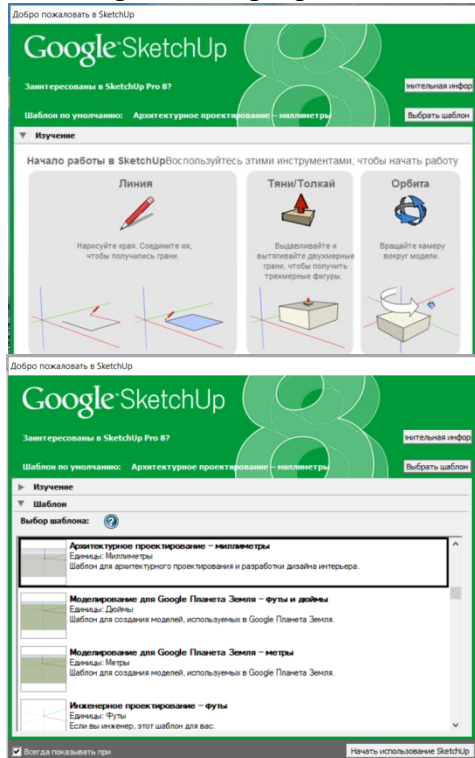 Добро пожаловать в SketchUp
Google SketchUp 8
Заинтересованы в SketchUp Pro 8?
нительная инфор
Шаблон по умолчанию: Архитектурное проектирование – миллиметры
Выбрать шаблон
Изучение
Начало работы в SketchUpВоспользуйтесь этими инструментами, чтобы начать работу
Линия
Нарисуйте края. Соедините их,
чтобы получились грани.
Тяни/Толкай
Выдавливайте и
вытягивайте двухмерные
грани, чтобы получить
трехмерные фигуры.
Орбита
Вращайте камеру
вокруг модели.
Добро пожаловать в SketchUp
Google SketchUp 8
Заинтересованы в SketchUp Pro 8?
нительная инфор
Шаблон по умолчанию: Архитектурное проектирование – миллиметры
Выбрать шаблон
Изучение
Шаблон
Выбор шаблона:
Архитектурное проектирование – миллиметры
Единицы: Миллиметры
Шаблон для архитектурного проектирования и разработки дизайна интерьера.
Моделирование для Google Планета Земля – футы и дюймы
Единицы: Дюймы
Шаблон для создания моделей, используемых в Google Планета Земля.
Моделирование для Google Планета Земля – метры
Единицы: Метры
Шаблон для создания моделей, используемых в Google Планета Земля.
Инженерное проектирование – футы
Единицы: Футы
Если вы инженер, этот шаблон для вас.
Всегда показывать при
Начать использование SketchUp